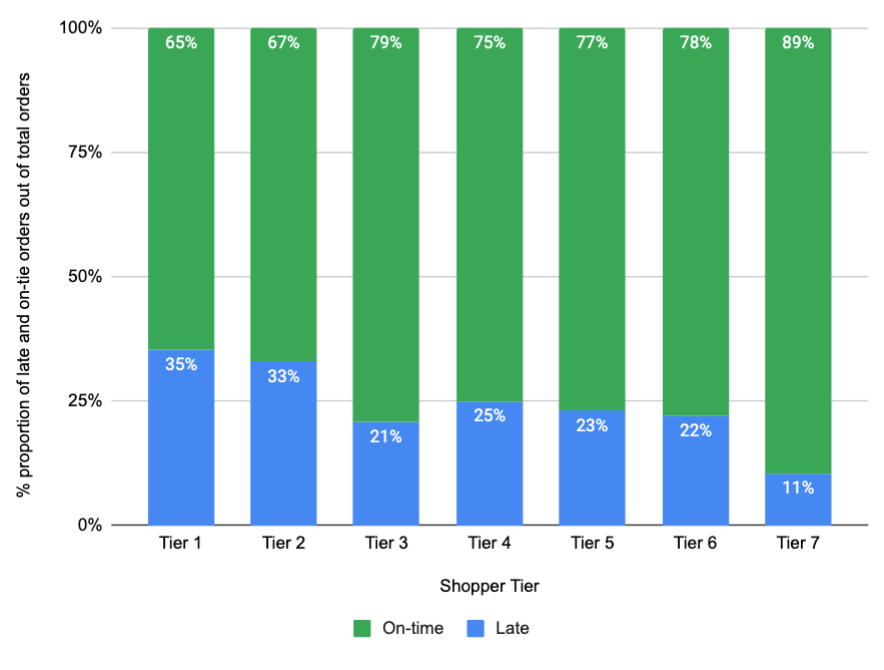 % proportion of late and on-tie orders out of total orders
100%
75%
50%
25%
0%
65% 67% 79% 75% 77% 78% 89%
35% 33% 21% 25% 23% 22% 11%
Tier 1 Tier 2 Tier 3 Tier 4 Tier 5 Tier 6 Tier 7
Shopper Tier
On-time Late